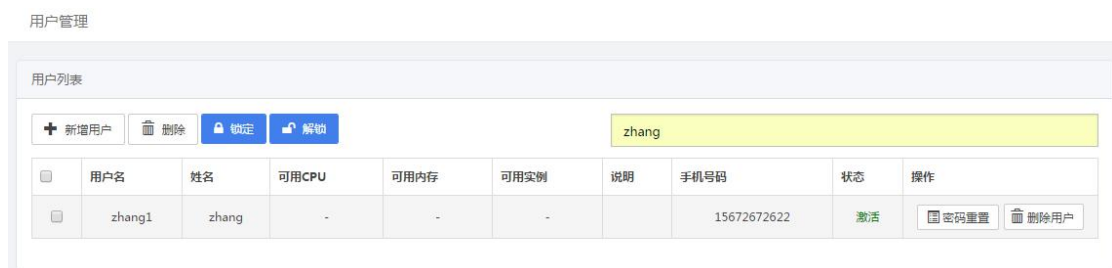 用户管理
用户列表
新增用户 删除 锁定 解锁 zhang
用户名 姓名 可用CPU 可用内存 可用实例 说明 手机号码 状态 操作
zhang1 zhang - - - 15672672622 激活 密码重置 删除用户